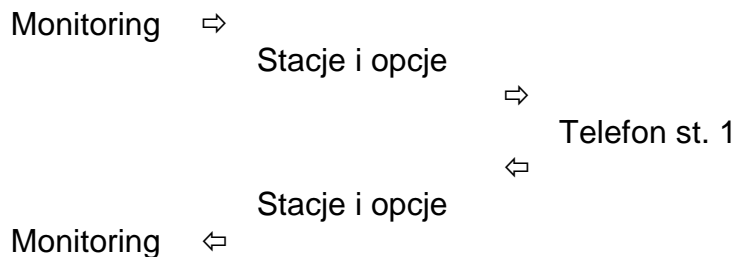 Monitoring ⇨
Stacje i opcje
⇨
Telefon st. 1
⇦
Stacje i opcje
Monitoring ⇦